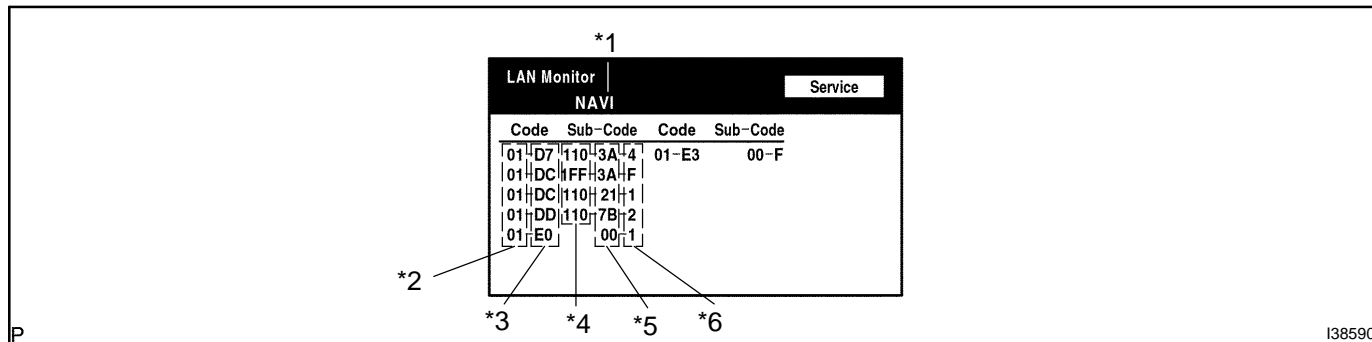 *1
LAN Monitor
Service
NAVI
Code Sub-Code Code Sub-Code
01-D7 110-3A-4 01-E3 00-F
01-DC 1FF-3A-F
01-DC 110-21-1
01-DD 110-7B-2
01-E0 00-1
*2
*3 *4 *5 *6
P I38590